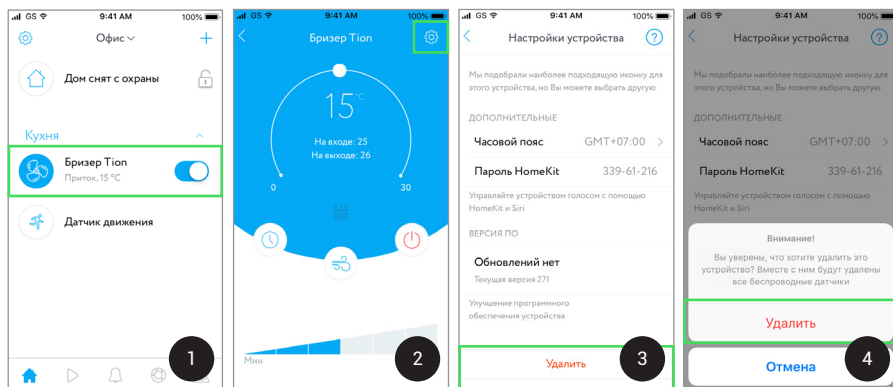 GS 9:41 AM 100%
Офис
Дом снят с охраны
Кухня
Бризер Tion
Приток, 15 °C
Датчик движения
1
GS 9:41 AM 100%
Бризер Tion
15 °C
На входе: 25
На выходе: 26
0 30
Мин
2
GS 9:41 AM 100%
Настройки устройства ?
Мы подобрали наиболее подходящую иконку для
этого устройства, но Вы можете выбрать другую
ДОПОЛНИТЕЛЬНЫЕ
Часовой пояс GMT+07:00
Пароль HomeKit 339-61-216
Управляйте устройством голосом с помощью
HomeKit и Siri
ВЕРСИЯ ПО
Обновлений нет
Текущая версия 271
Улучшение программного
обеспечения устройства
Удалить
3
GS 9:41 AM 100%
Настройки устройства ?
Мы подобрали наиболее подходящую иконку для
этого устройства, но Вы можете выбрать другую
ДОПОЛНИТЕЛЬНЫЕ
Часовой пояс GMT+07:00
Пароль HomeKit 339-61-216
Управляйте устройством голосом с помощью
HomeKit и Siri
Внимание!
Вы уверены, что хотите удалить это
устройство? Вместе с ним будут удалены
все беспроводные датчики
Удалить
Отмена
4